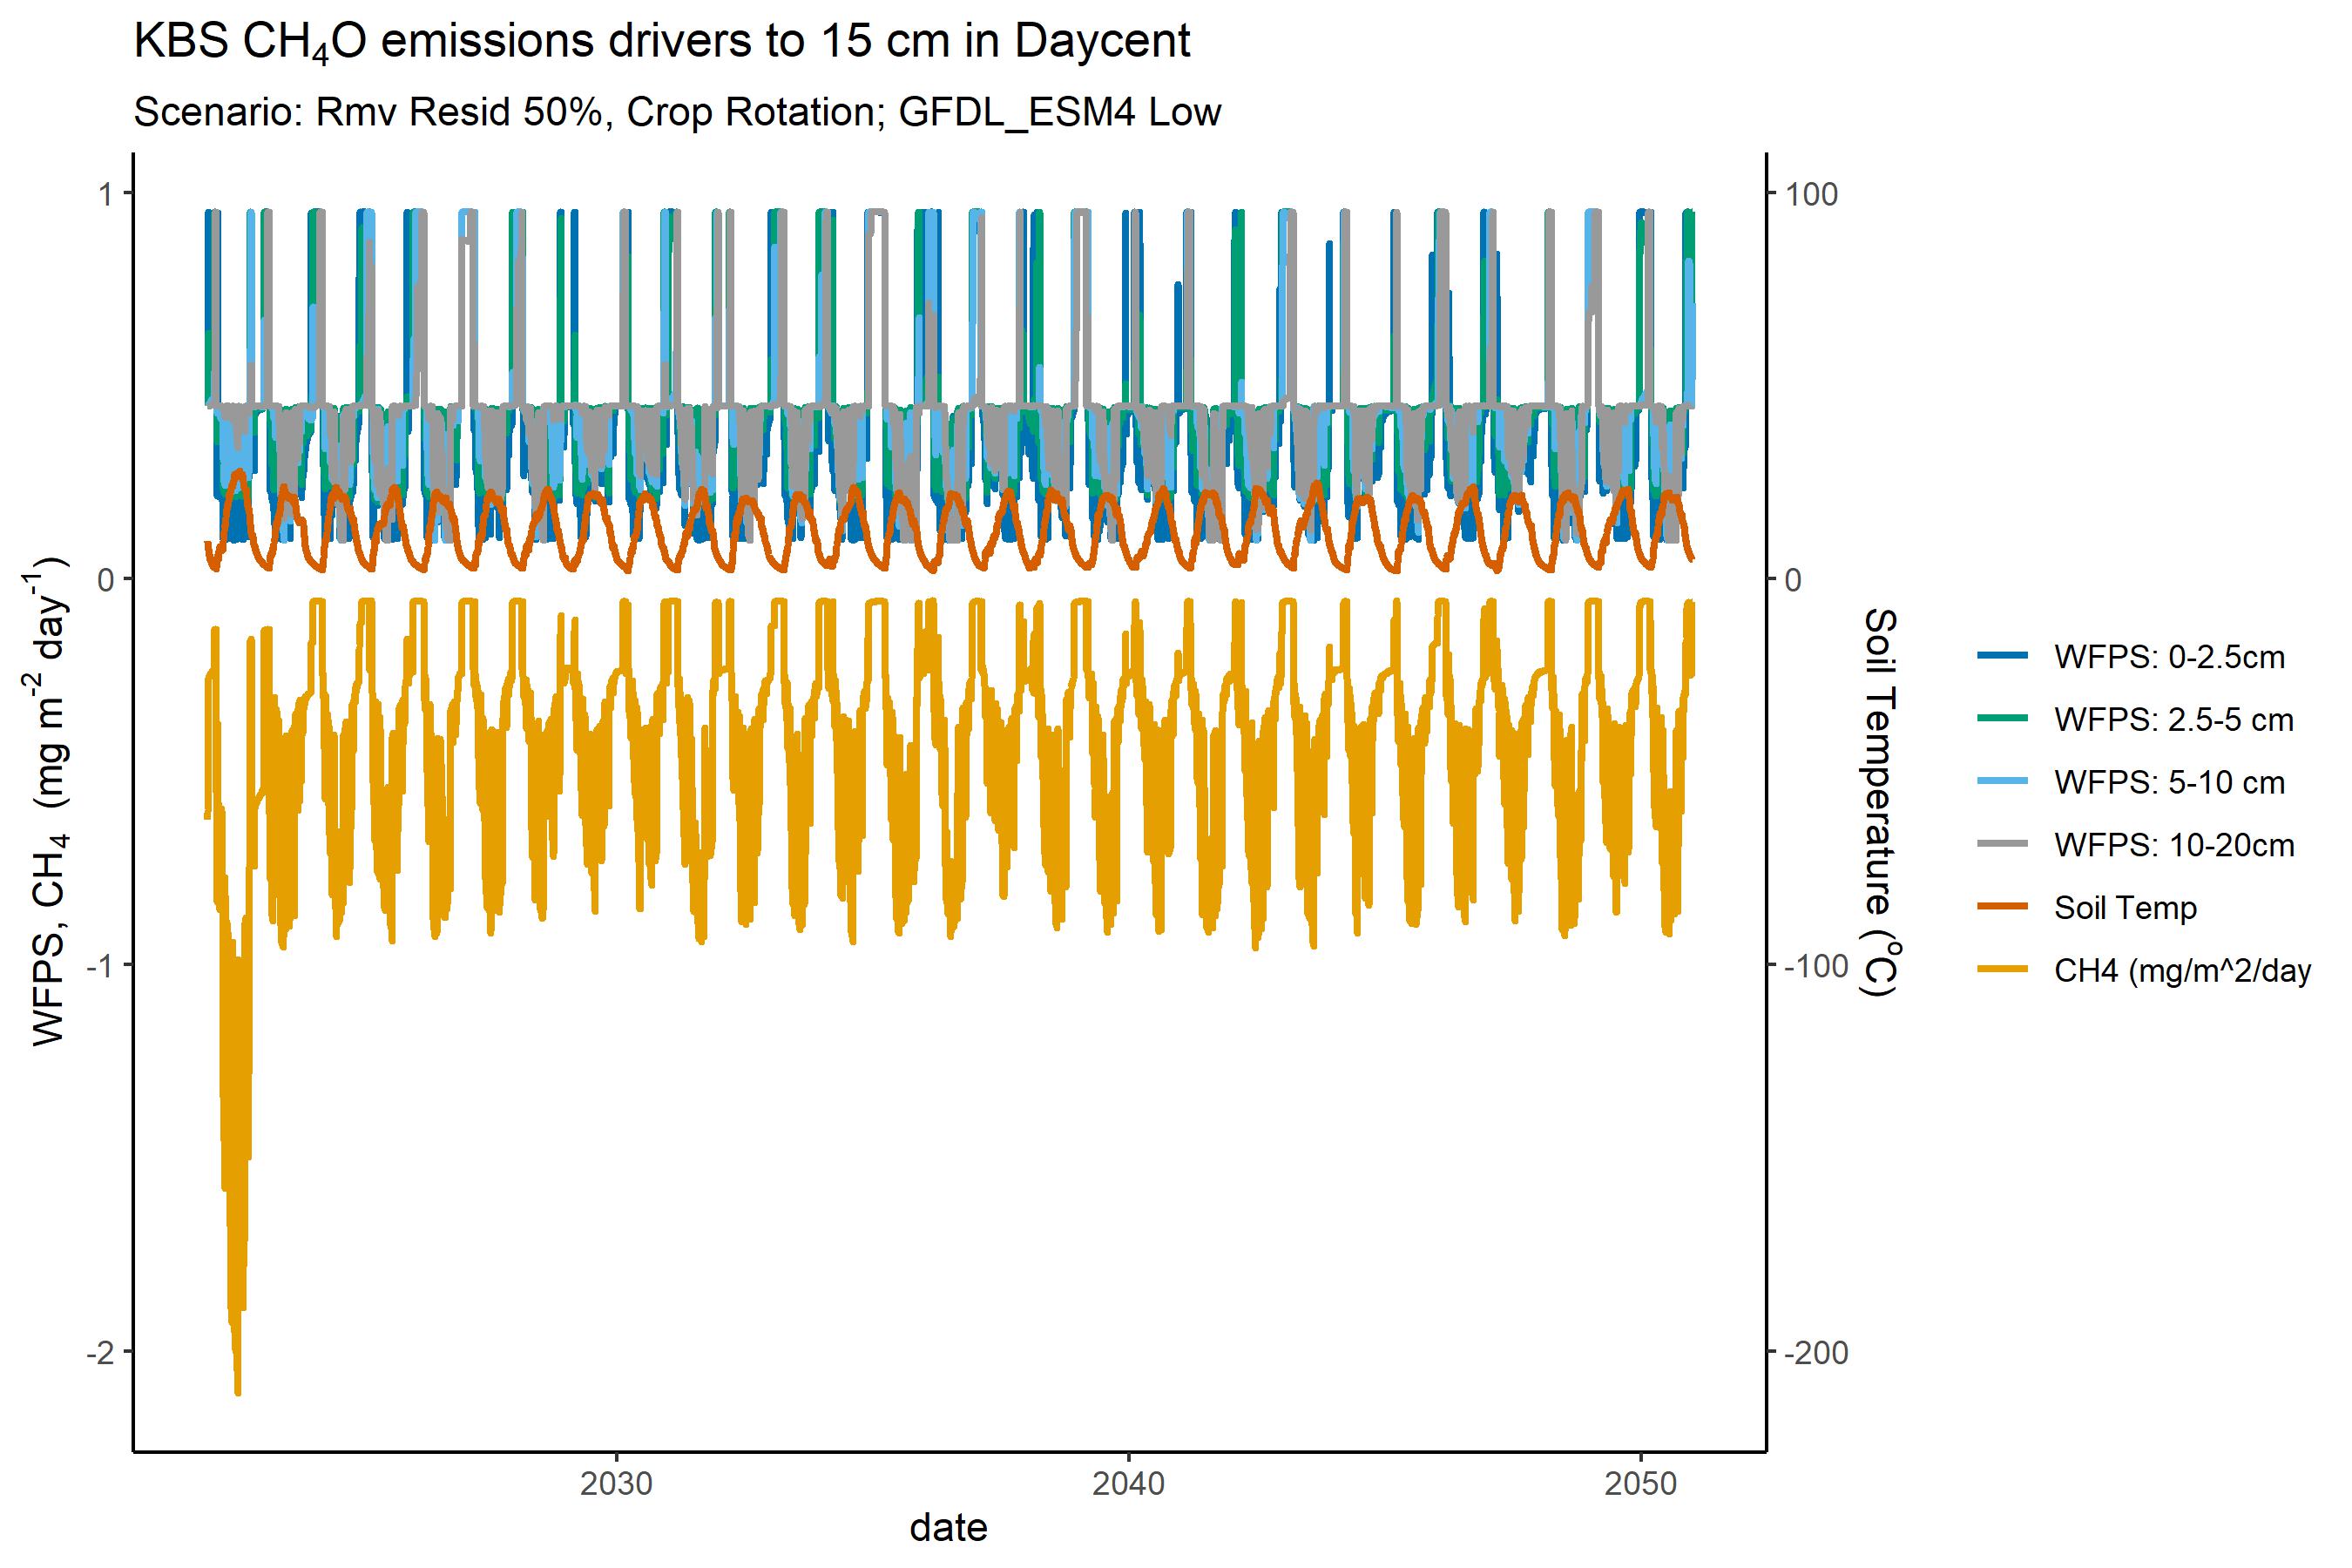 KBS CH₄O emissions drivers to 15 cm in Daycent
Scenario: Rmv Resid 50%, Crop Rotation; GFDL_ESM4 Low
1
0
-1
-2
WFPS, CH₄ (mg m⁻² day⁻¹)
100
0
-100
-200
Soil Temperature (°C)
2030
2040
2050
date
WFPS: 0-2.5cm
WFPS: 2.5-5 cm
WFPS: 5-10 cm
WFPS: 10-20cm
Soil Temp
CH4 (mg/m^2/day